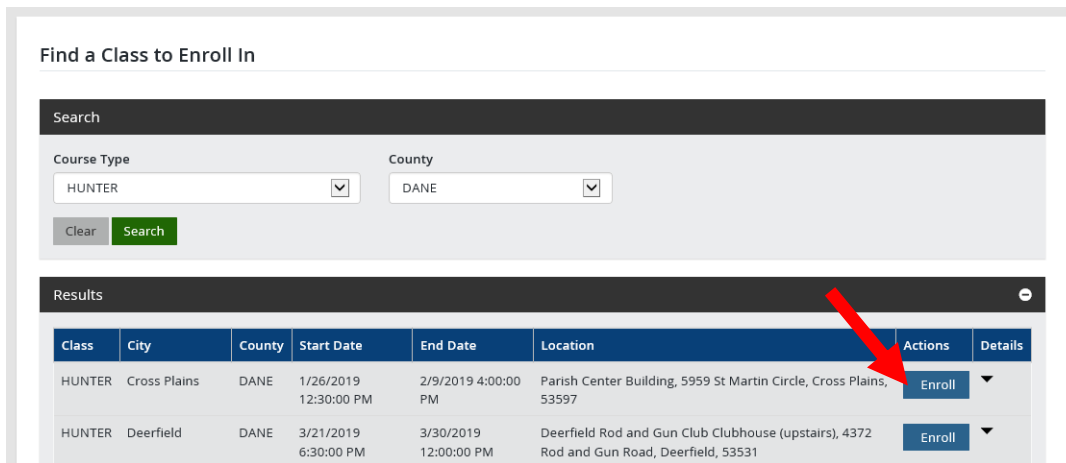 Find a Class to Enroll In
Search
Course Type County
HUNTER DANE
Clear Search
Results
Class City County Start Date End Date Location Actions Details
HUNTER Cross Plains DANE 1/26/2019 2/9/2019 4:00:00 Parish Center Building, 5959 St Martin Circle, Cross Plains, Enroll
12:30:00 PM PM 53597
HUNTER Deerfield DANE 3/21/2019 3/30/2019 Deerfield Rod and Gun Club Clubhouse (upstairs), 4372 Enroll
6:30:00 PM 12:00:00 PM Rod and Gun Road, Deerfield, 53531